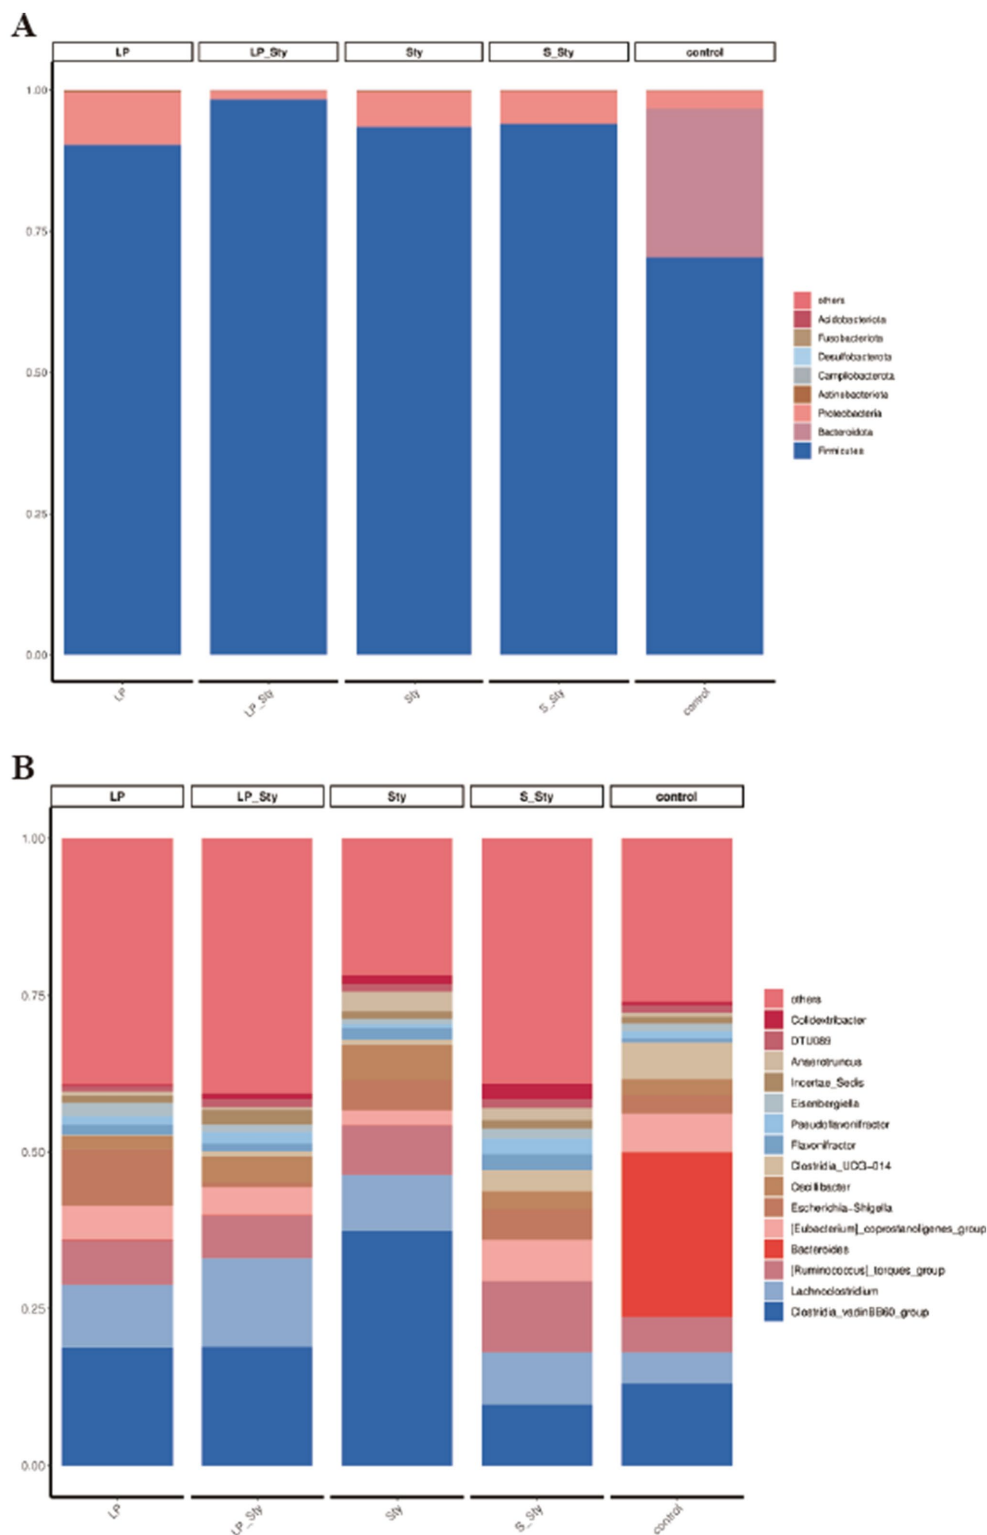 A
LP LP_Sty Sty S_Sty control
1.00
0.75
0.50
0.25
0.00
LP LP_Sty Sty S_Sty control
others
Acidobacteriota
Fusobacteriota
Desulfobacterota
Campilobacterota
Actinobacteriota
Proteobacteria
Bacteroidota
Firmicutes
B
LP LP_Sty Sty S_Sty control
1.00
0.75
0.50
0.25
0.00
LP LP_Sty Sty S_Sty control
others
Colidextribacter
DTU089
Anaerotruncus
Incertae_Sedis
Eisenbergiella
Pseudoflavonifractor
Flavonifractor
Clostridia_UCG-014
Oscillibacter
Escherichia-Shigella
[Eubacterium]_coprostanoligenes_group
Bacteroides
[Ruminococcus]_torques_group
Lachnoclostridium
Clostridia_vadinBB60_group